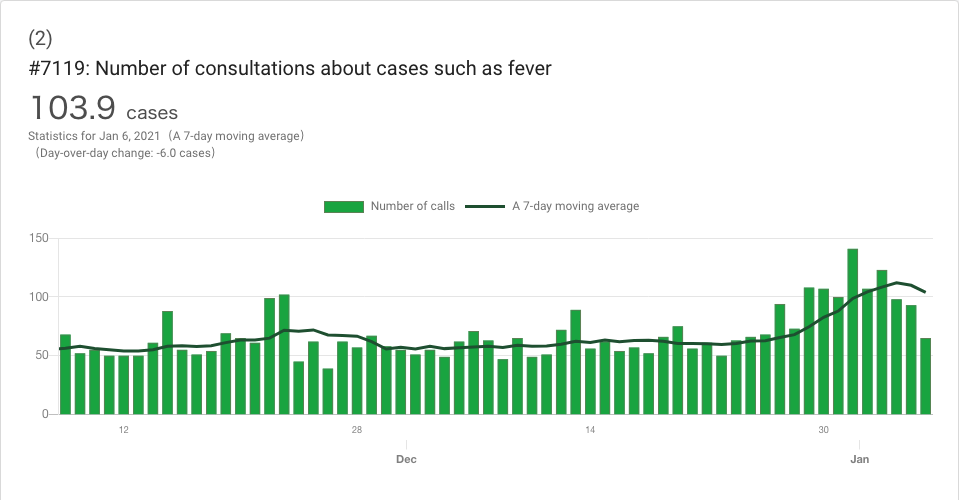 (2)
#7119: Number of consultations about cases such as fever
103.9 cases
Statistics for Jan 6, 2021（A 7-day moving average）
（Day-over-day change: -6.0 cases）
Number of calls A 7-day moving average
150
100
50
0
12 28 14 30
Dec Jan